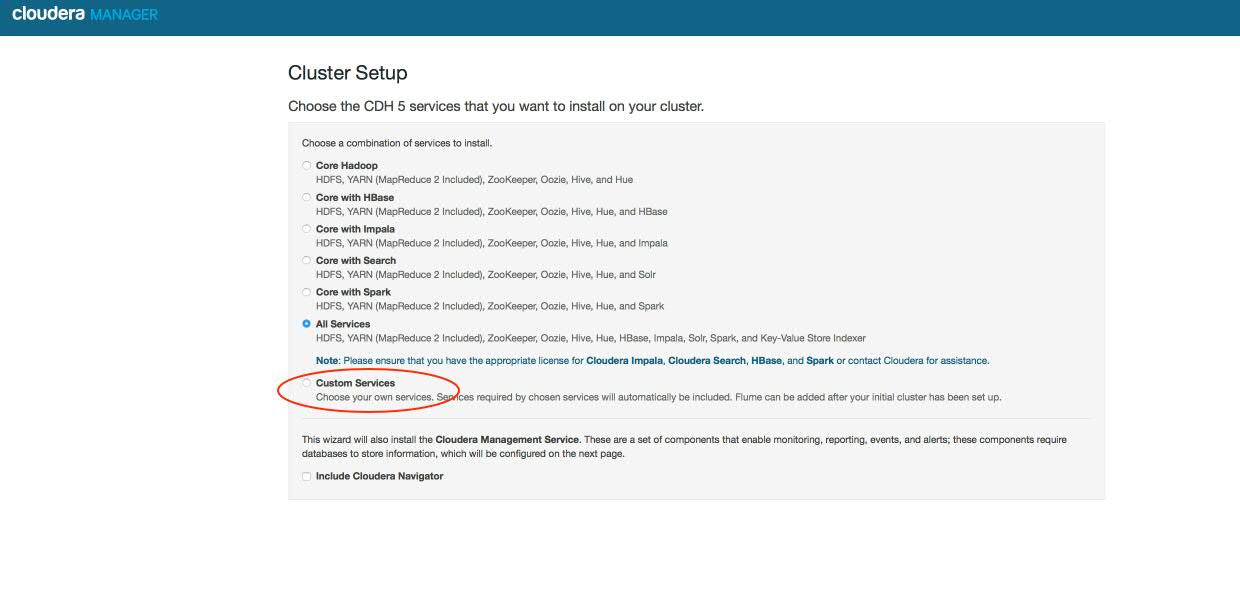 cloudera MANAGER
Cluster Setup
Choose the CDH 5 services that you want to install on your cluster.
Choose a combination of services to install.
Core Hadoop
HDFS, YARN (MapReduce 2 Included), ZooKeeper, Oozie, Hive, and Hue
Core with HBase
HDFS, YARN (MapReduce 2 Included), ZooKeeper, Oozie, Hive, Hue, and HBase
Core with Impala
HDFS, YARN (MapReduce 2 Included), ZooKeeper, Oozie, Hive, Hue, and Impala
Core with Search
HDFS, YARN (MapReduce 2 Included), ZooKeeper, Oozie, Hive, Hue, and Solr
Core with Spark
HDFS, YARN (MapReduce 2 Included), ZooKeeper, Oozie, Hive, Hue, and Spark
All Services
HDFS, YARN (MapReduce 2 Included), ZooKeeper, Oozie, Hive, Hue, HBase, Impala, Solr, Spark, and Key-Value Store Indexer
Note: Please ensure that you have the appropriate license for Cloudera Impala, Cloudera Search, HBase, and Spark or contact Cloudera for assistance.
Custom Services
Choose your own services. Services required by chosen services will automatically be included. Flume can be added after your initial cluster has been set up.
This wizard will also install the Cloudera Management Service. These are a set of components that enable monitoring, reporting, events, and alerts; these components require
databases to store information, which will be configured on the next page.
Include Cloudera Navigator